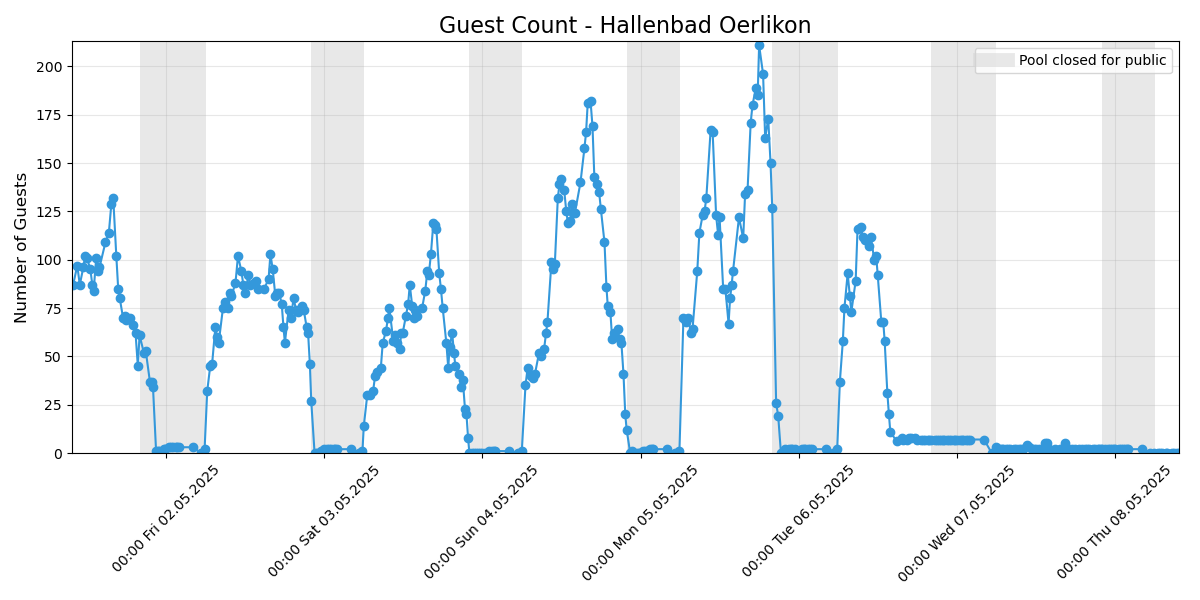 Guest Count - Hallenbad Oerlikon
Pool closed for public
Number of Guests
200
175
150
125
100
75
50
25
0
00:00 Fri 02.05.2025
00:00 Sat 03.05.2025
00:00 Sun 04.05.2025
00:00 Mon 05.05.2025
00:00 Tue 06.05.2025
00:00 Wed 07.05.2025
00:00 Thu 08.05.2025